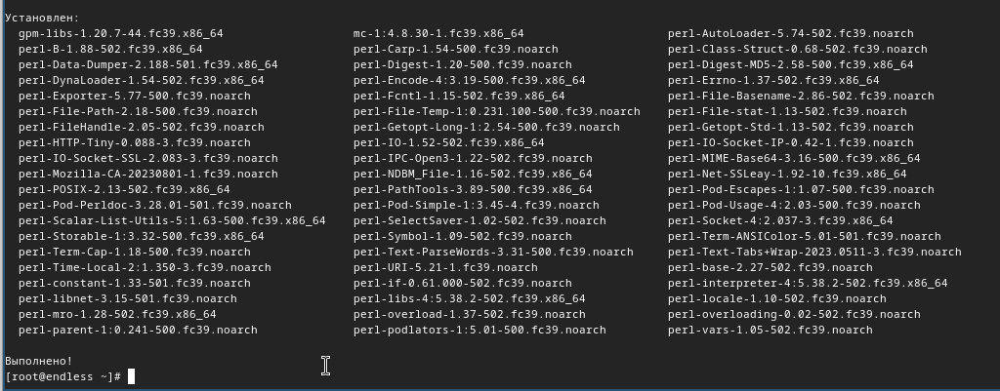 Установлен:
gpm-libs-1.20.7-44.fc39.x86_64 mc-1:4.8.30-1.fc39.x86_64 perl-AutoLoader-5.74-502.fc39.noarch
perl-B-1.88-502.fc39.x86_64 perl-Carp-1.54-500.fc39.noarch perl-Class-Struct-0.68-502.fc39.noarch
perl-Data-Dumper-2.188-501.fc39.x86_64 perl-Digest-1.20-500.fc39.noarch perl-Digest-MD5-2.58-500.fc39.x86_64
perl-DynaLoader-1.54-502.fc39.x86_64 perl-Encode-4:3.19-500.fc39.x86_64 perl-Errno-1.37-502.fc39.x86_64
perl-Exporter-5.77-500.fc39.noarch perl-Fcntl-1.15-502.fc39.x86_64 perl-File-Basename-2.86-502.fc39.noarch
perl-File-Path-2.18-500.fc39.noarch perl-File-Temp-1:0.231.100-500.fc39.noarch perl-File-stat-1.13-502.fc39.noarch
perl-FileHandle-2.05-502.fc39.noarch perl-Getopt-Long-1:2.54-500.fc39.noarch perl-Getopt-Std-1.13-502.fc39.noarch
perl-HTTP-Tiny-0.088-3.fc39.noarch perl-IO-1.52-502.fc39.x86_64 perl-IO-Socket-IP-0.42-1.fc39.noarch
perl-IO-Socket-SSL-2.083-3.fc39.noarch perl-IPC-Open3-1.22-502.fc39.noarch perl-MIME-Base64-3.16-500.fc39.x86_64
perl-Mozilla-CA-20230801-1.fc39.noarch perl-NDBM_File-1.16-502.fc39.x86_64 perl-Net-SSLeay-1.92-10.fc39.x86_64
perl-POSIX-2.13-502.fc39.x86_64 perl-PathTools-3.89-500.fc39.x86_64 perl-Pod-Escapes-1:1.07-500.fc39.noarch
perl-Pod-Perldoc-3.28.01-501.fc39.noarch perl-Pod-Simple-1:3.45-4.fc39.noarch perl-Pod-Usage-4:2.03-500.fc39.noarch
perl-Scalar-List-Utils-5:1.63-500.fc39.x86_64 perl-SelectSaver-1.02-502.fc39.noarch perl-Socket-4:2.037-3.fc39.x86_64
perl-Storable-1:3.32-500.fc39.x86_64 perl-Symbol-1.09-502.fc39.noarch perl-Term-ANSIColor-5.01-501.fc39.noarch
perl-Term-Cap-1.18-500.fc39.noarch perl-Text-ParseWords-3.31-500.fc39.noarch perl-Text-Tabs+Wrap-2023.0511-3.fc39.noarch
perl-Time-Local-2:1.350-3.fc39.noarch perl-URI-5.21-1.fc39.noarch perl-base-2.27-502.fc39.noarch
perl-constant-1.33-501.fc39.noarch perl-if-0.61.000-502.fc39.noarch perl-interpreter-4:5.38.2-502.fc39.x86_64
perl-libnet-3.15-501.fc39.noarch perl-libs-4:5.38.2-502.fc39.x86_64 perl-locale-1.10-502.fc39.noarch
perl-mro-1.28-502.fc39.x86_64 perl-overload-1.37-502.fc39.noarch perl-overloading-0.02-502.fc39.noarch
perl-parent-1:0.241-500.fc39.noarch perl-podlators-1:5.01-500.fc39.noarch perl-vars-1.05-502.fc39.noarch
Выполнено!
[root@endless ~]#